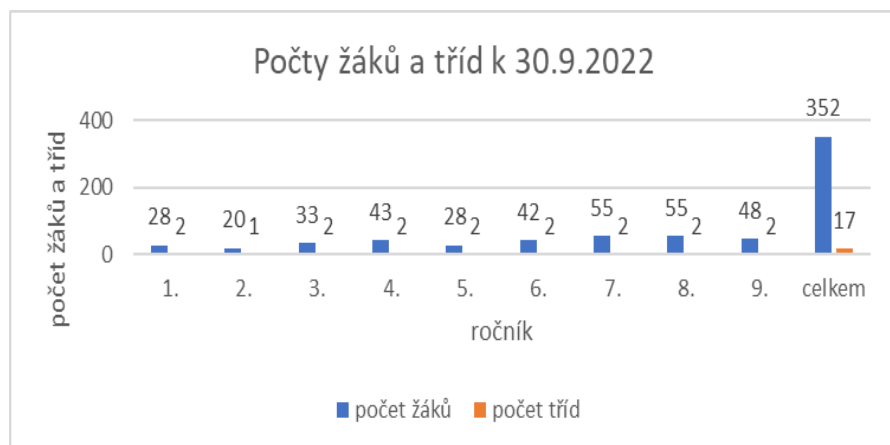 Počty žáků a tříd k 30.9.2022
počet žáků a tříd
400
200
0
28 2 20 1 33 2 43 2 28 2 42 2 55 2 55 2 48 2 352 17
1. 2. 3. 4. 5. 6. 7. 8. 9. celkem
ročník
počet žáků počet tříd